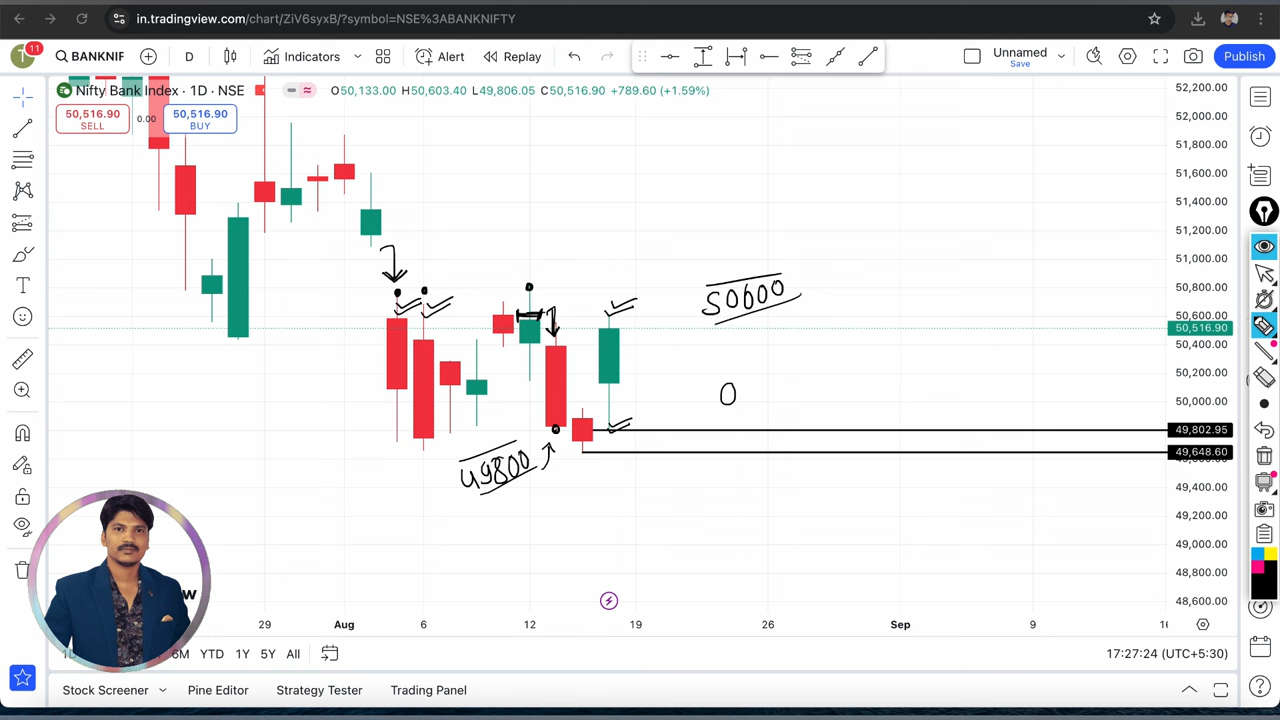 in.tradingview.com/chart/ZiV6syxB/?symbol=NSE%3ABANKNIFTY
T 11 BANKNIF D Indicators Alert Replay Unnamed Save Publish
Nifty Bank Index · 1D · NSE O50,133.00 H50,603.40 L49,806.05 C50,516.90 +789.60 (+1.59%)
50,516.90 SELL 0.00 50,516.90 BUY
52,200.00
52,000.00
51,800.00
51,600.00
51,400.00
51,200.00
51,000.00
50,800.00
50,600.00
50,516.90
50,400.00
50,200.00
50,000.00
49,802.95
49,648.60
49,400.00
49,200.00
49,000.00
48,800.00
48,600.00
50600
0
49800
W
29 Aug 6 12 19 26 Sep 9 16
6M YTD 1Y 5Y All 17:27:24 (UTC+5:30)
Stock Screener Pine Editor Strategy Tester Trading Panel